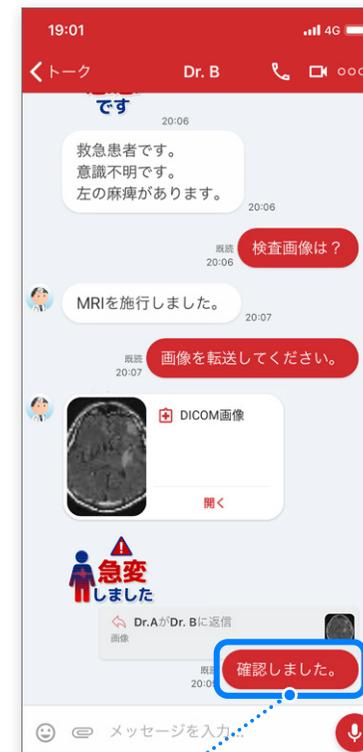 19:01
4G
トーク
Dr. B
です
20:06
救急患者です。
意識不明です。
左の麻痺があります。
20:06
既読
20:06
検査画像は？
MRIを施行しました。
20:07
既読
20:07
画像を転送してください。
DICOM画像
開く
急変
しました
Dr.AがDr. Bに返信
画像
確認しました。
メッセージを入力...